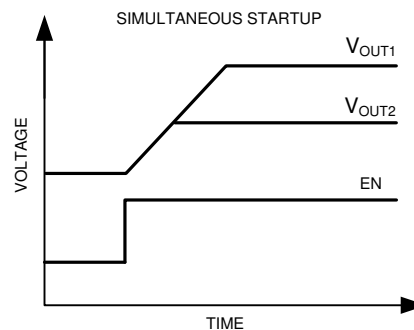 SIMULTANEOUS STARTUP
VOUT1
VOUT2
EN
VOLTAGE
TIME